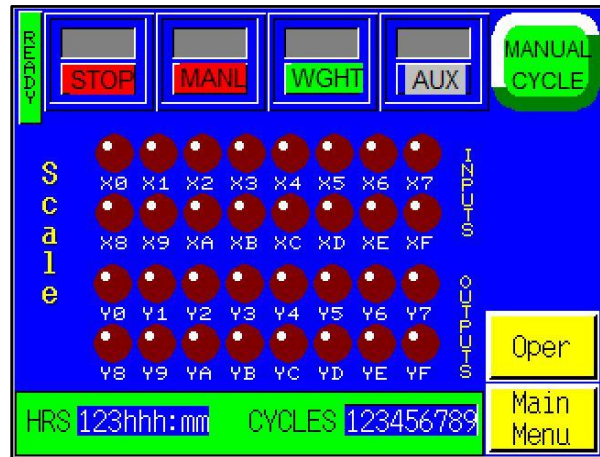 READY
STOP MANL WGHT AUX
MANUAL
CYCLE
Scale
INPUTS
X0 X1 X2 X3 X4 X5 X6 X7
X8 X9 XA XB XC XD XE XF
OUTPUTS
Y0 Y1 Y2 Y3 Y4 Y5 Y6 Y7
Y8 Y9 YA YB YC YD YE YF
Oper
HRS 123hhh:mm CYCLES 123456789
Main
Menu